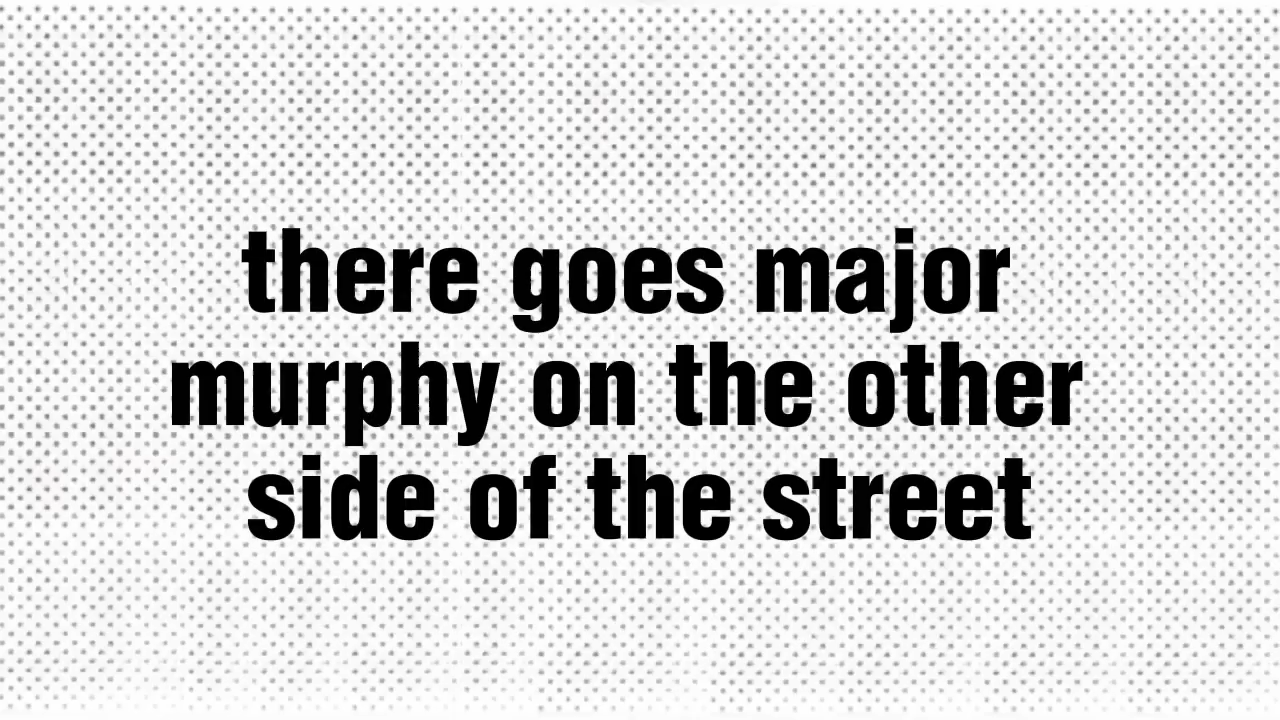 there goes major
murphy on the other
side of the street